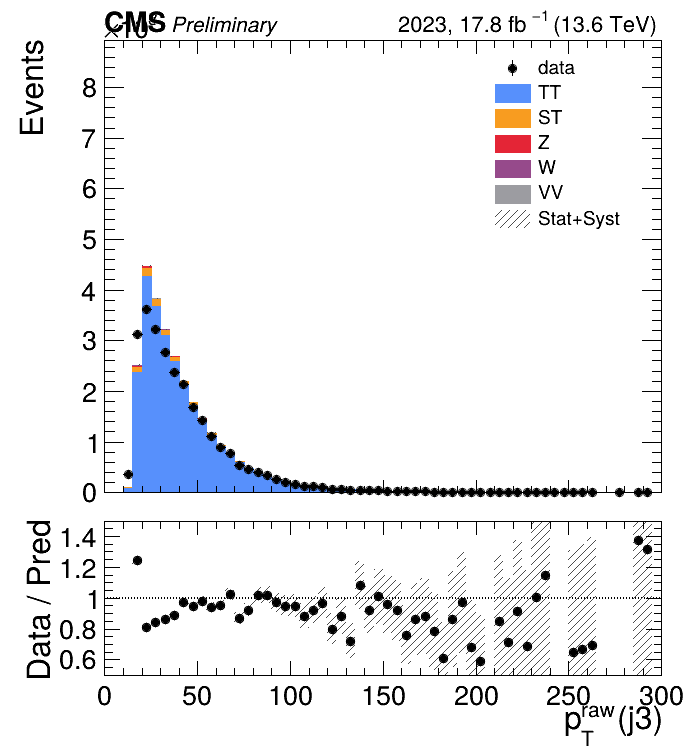 CMS Preliminary 2023, 17.8 fb⁻¹ (13.6 TeV)
Events
8
7
6
5
4
3
2
1
0
data
TT
ST
Z
W
VV
Stat+Syst
Data / Pred
1.4
1.2
1
0.8
0.6
0 50 100 150 200 250 300
p_T^raw (j3)